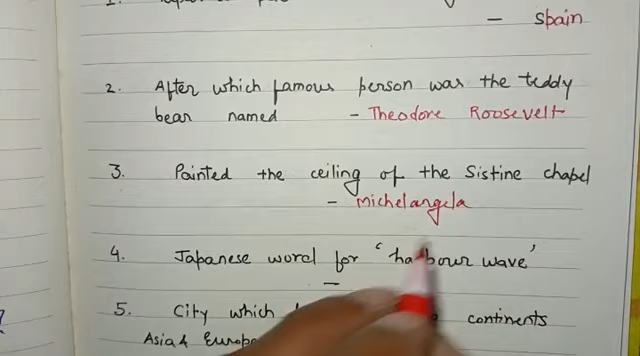 - Spain
2. After which famous person was the teddy
bear named - Theodore Roosevelt
3. Painted the ceiling of the Sistine chapel
- Michelangela
4. Japanese word for 'harbour wave'
-
5. City which continents
Asia & Europe